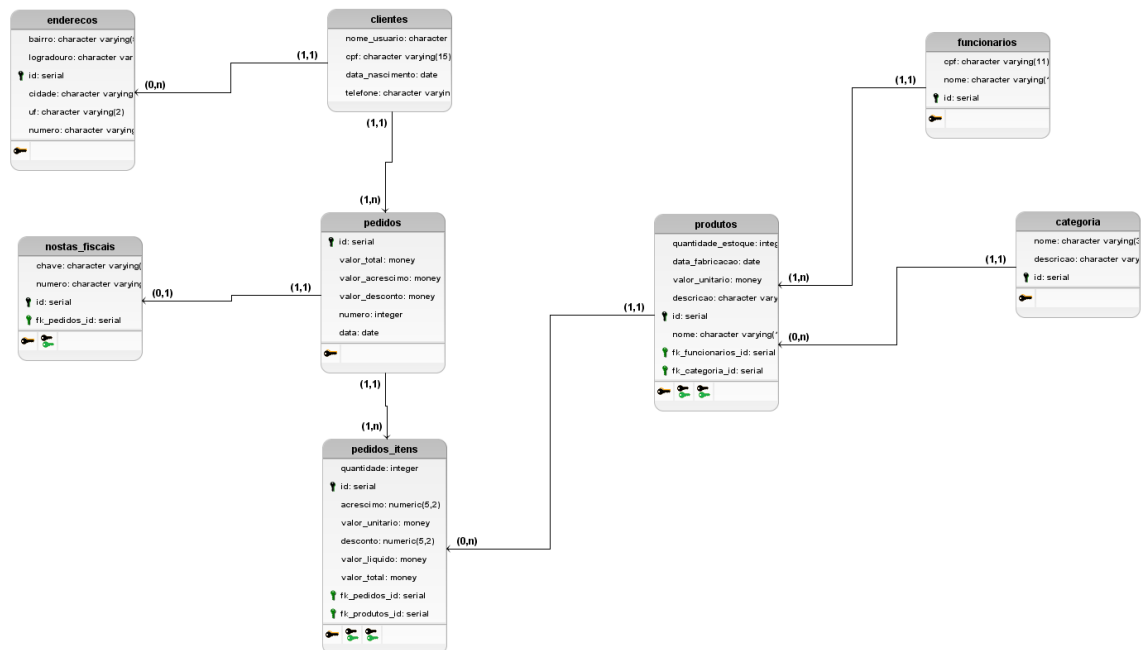 enderecos
bairro: character varying(
logradouro: character var
id: serial
cidade: character varying
uf: character varying(2)
numero: character varying
clientes
nome_usuario: character
cpf: character varying(15)
data_nascimento: date
telefone: character varyin
(1,1)
(0,n)
(1,1)
(1,n)
funcionarios
cpf: character varying(11)
nome: character varying(
id: serial
(1,1)
nostas_fiscais
chave: character varying(
numero: character varying
id: serial
fk_pedidos_id: serial
(0,1)
(1,1)
pedidos
id: serial
valor_total: money
valor_acrescimo: money
valor_desconto: money
numero: integer
data: date
(1,1)
(1,n)
produtos
quantidade_estoque: integ
data_fabricacao: date
valor_unitario: money
descricao: character vary
id: serial
nome: character varying(
fk_funcionarios_id: serial
fk_categoria_id: serial
(1,n)
(0,n)
(1,1)
categoria
nome: character varying(3
descricao: character vary
id: serial
(1,1)
pedidos_itens
quantidade: integer
id: serial
acrescimo: numeric(5,2)
valor_unitario: money
desconto: numeric(5,2)
valor_liquido: money
valor_total: money
fk_pedidos_id: serial
fk_produtos_id: serial
(0,n)